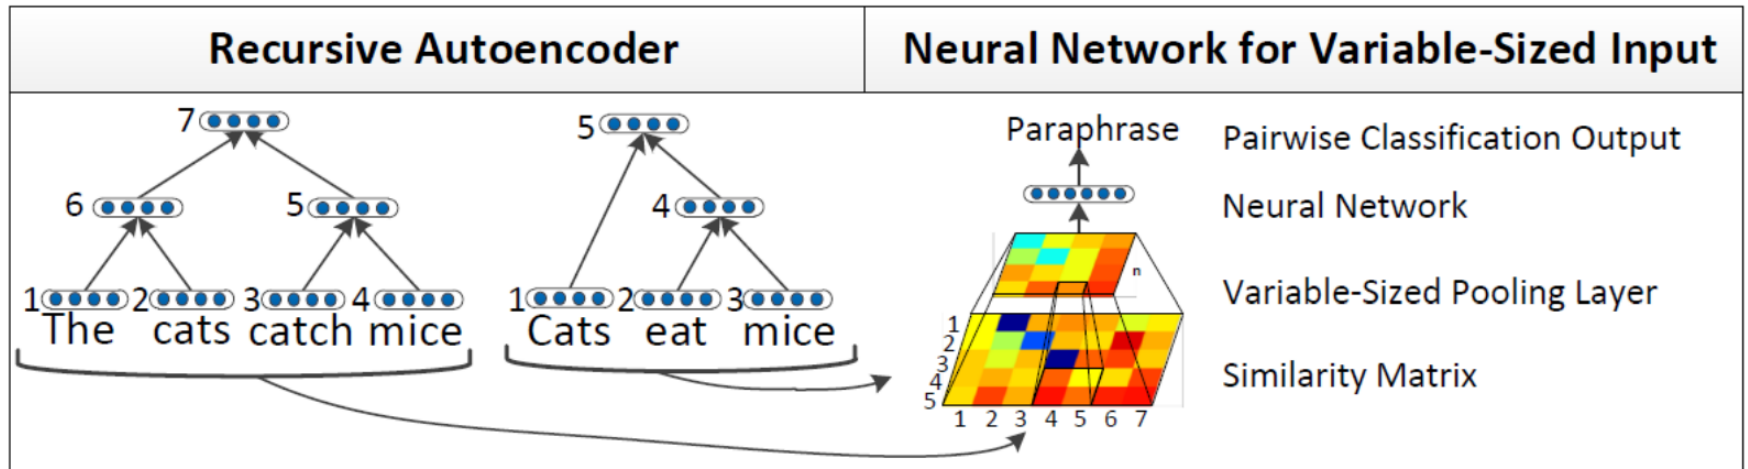 Recursive Autoencoder
Neural Network for Variable-Sized Input
7
5
6
5
4
1 2 3 4
The cats catch mice
1 2 3
Cats eat mice
Paraphrase
Pairwise Classification Output
Neural Network
n
Variable-Sized Pooling Layer
1
2
3
4
5
Similarity Matrix
1 2 3 4 5 6 7